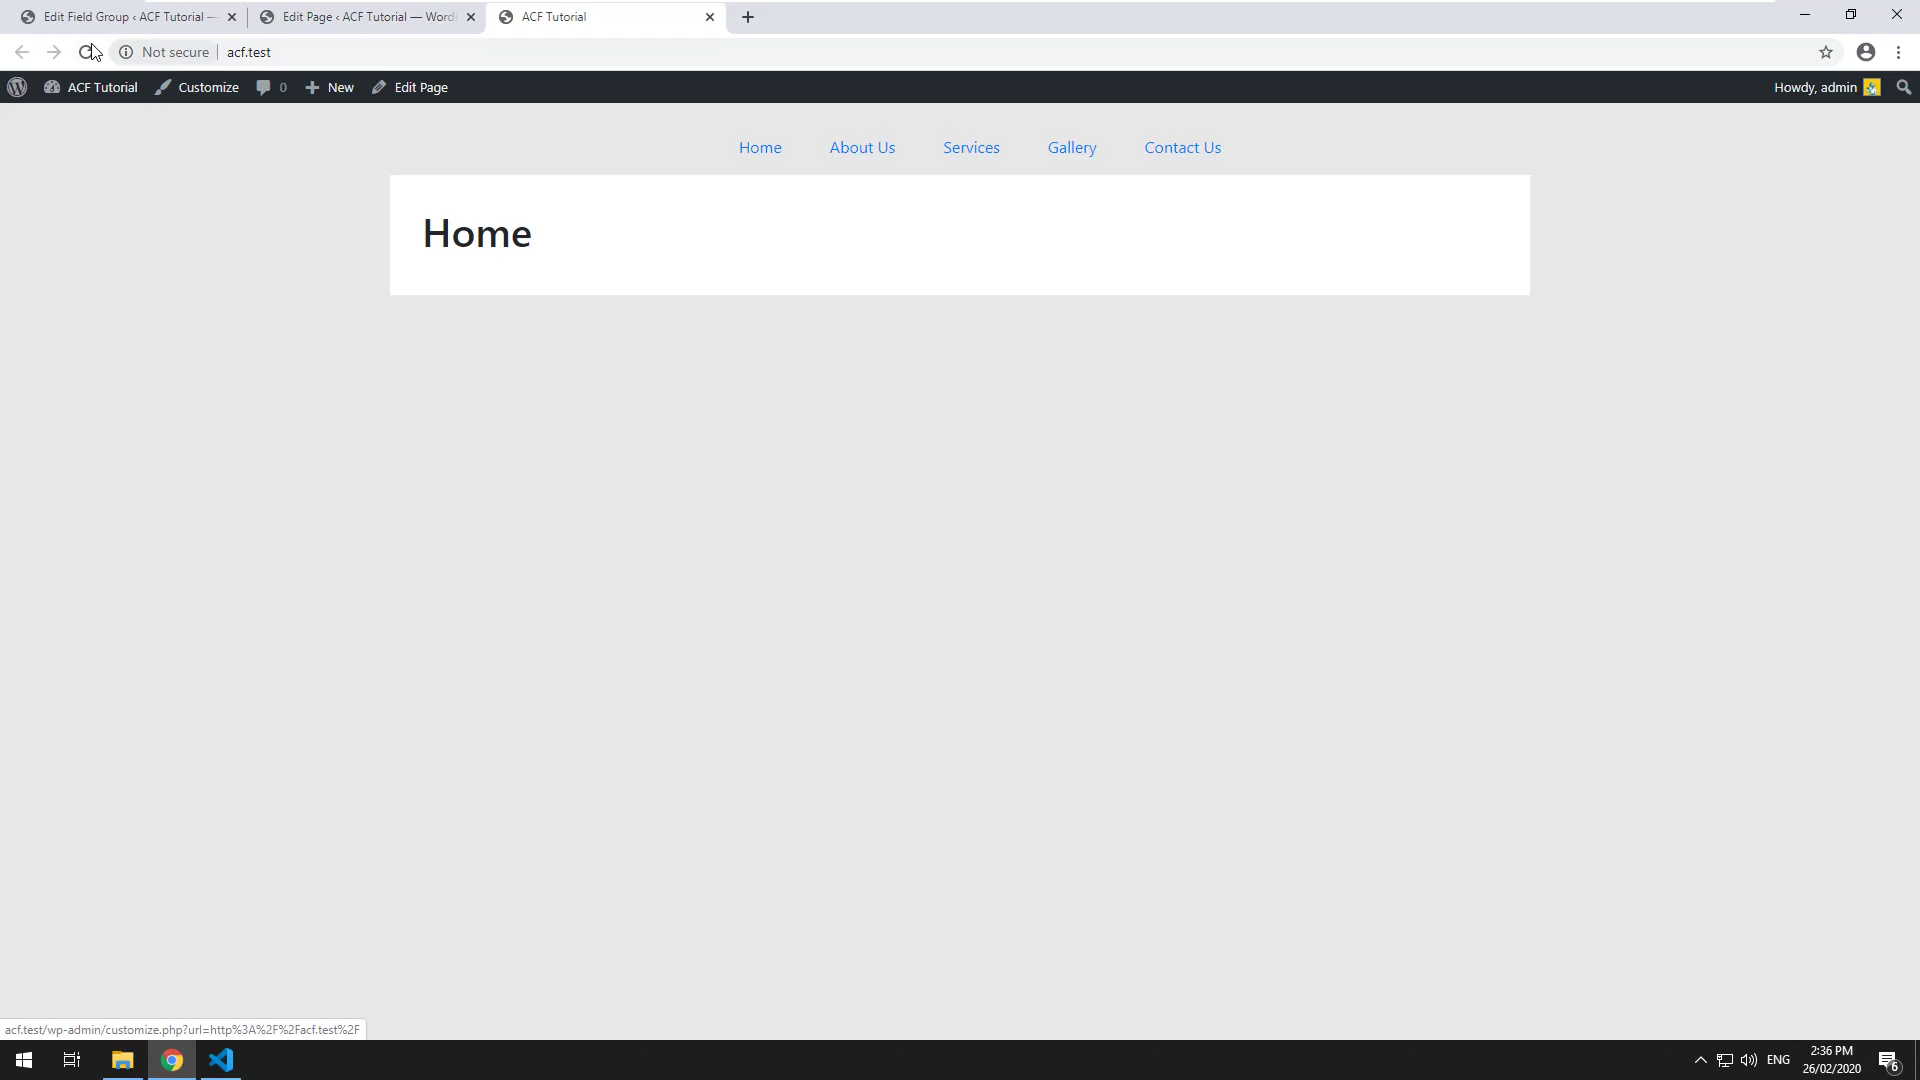 Edit Field Group ‹ ACF Tutorial —
Edit Page ‹ ACF Tutorial — Word
ACF Tutorial
Not secure
acf.test
ACF Tutorial
Customize
0
New
Edit Page
Howdy, admin
Home
About Us
Services
Gallery
Contact Us
Home
acf.test/wp-admin/customize.php?url=http%3A%2F%2Facf.test%2F
ENG
2:36 PM
26/02/2020
6